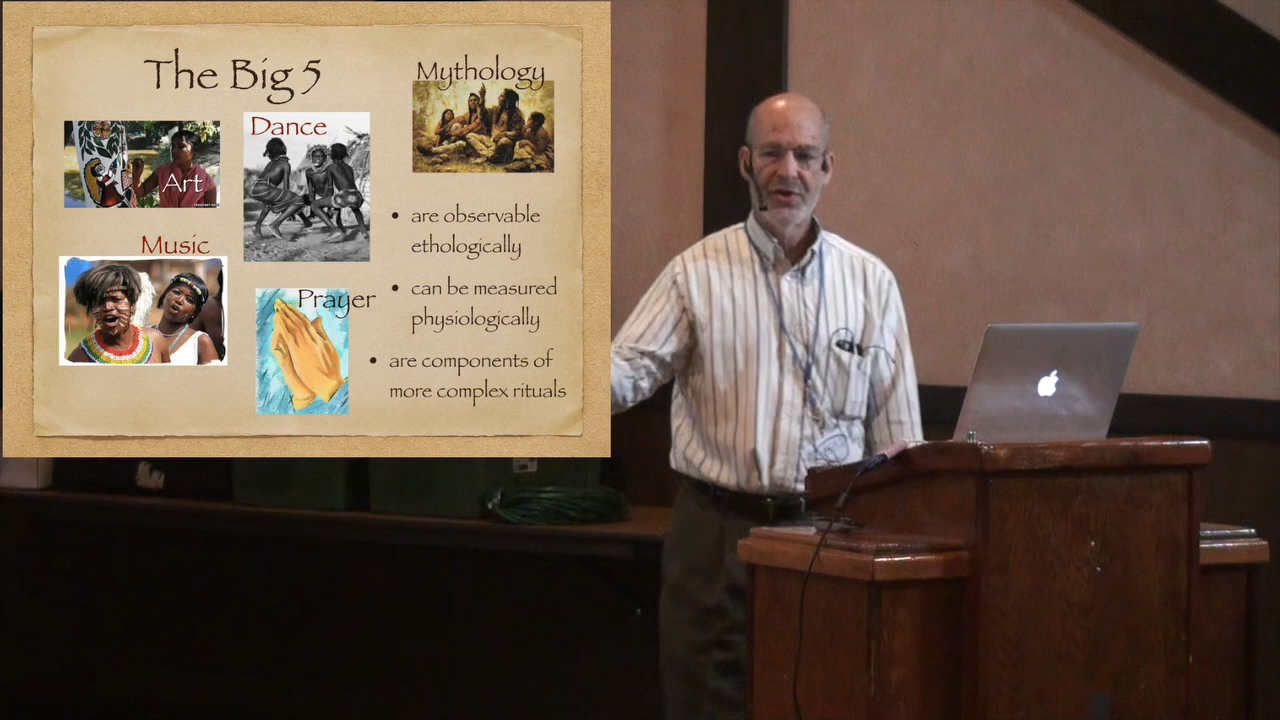 The Big 5
Mythology
Dance
Art
Music
Prayer
• are observable
ethologically
• can be measured
physiologically
• are components of
more complex rituals